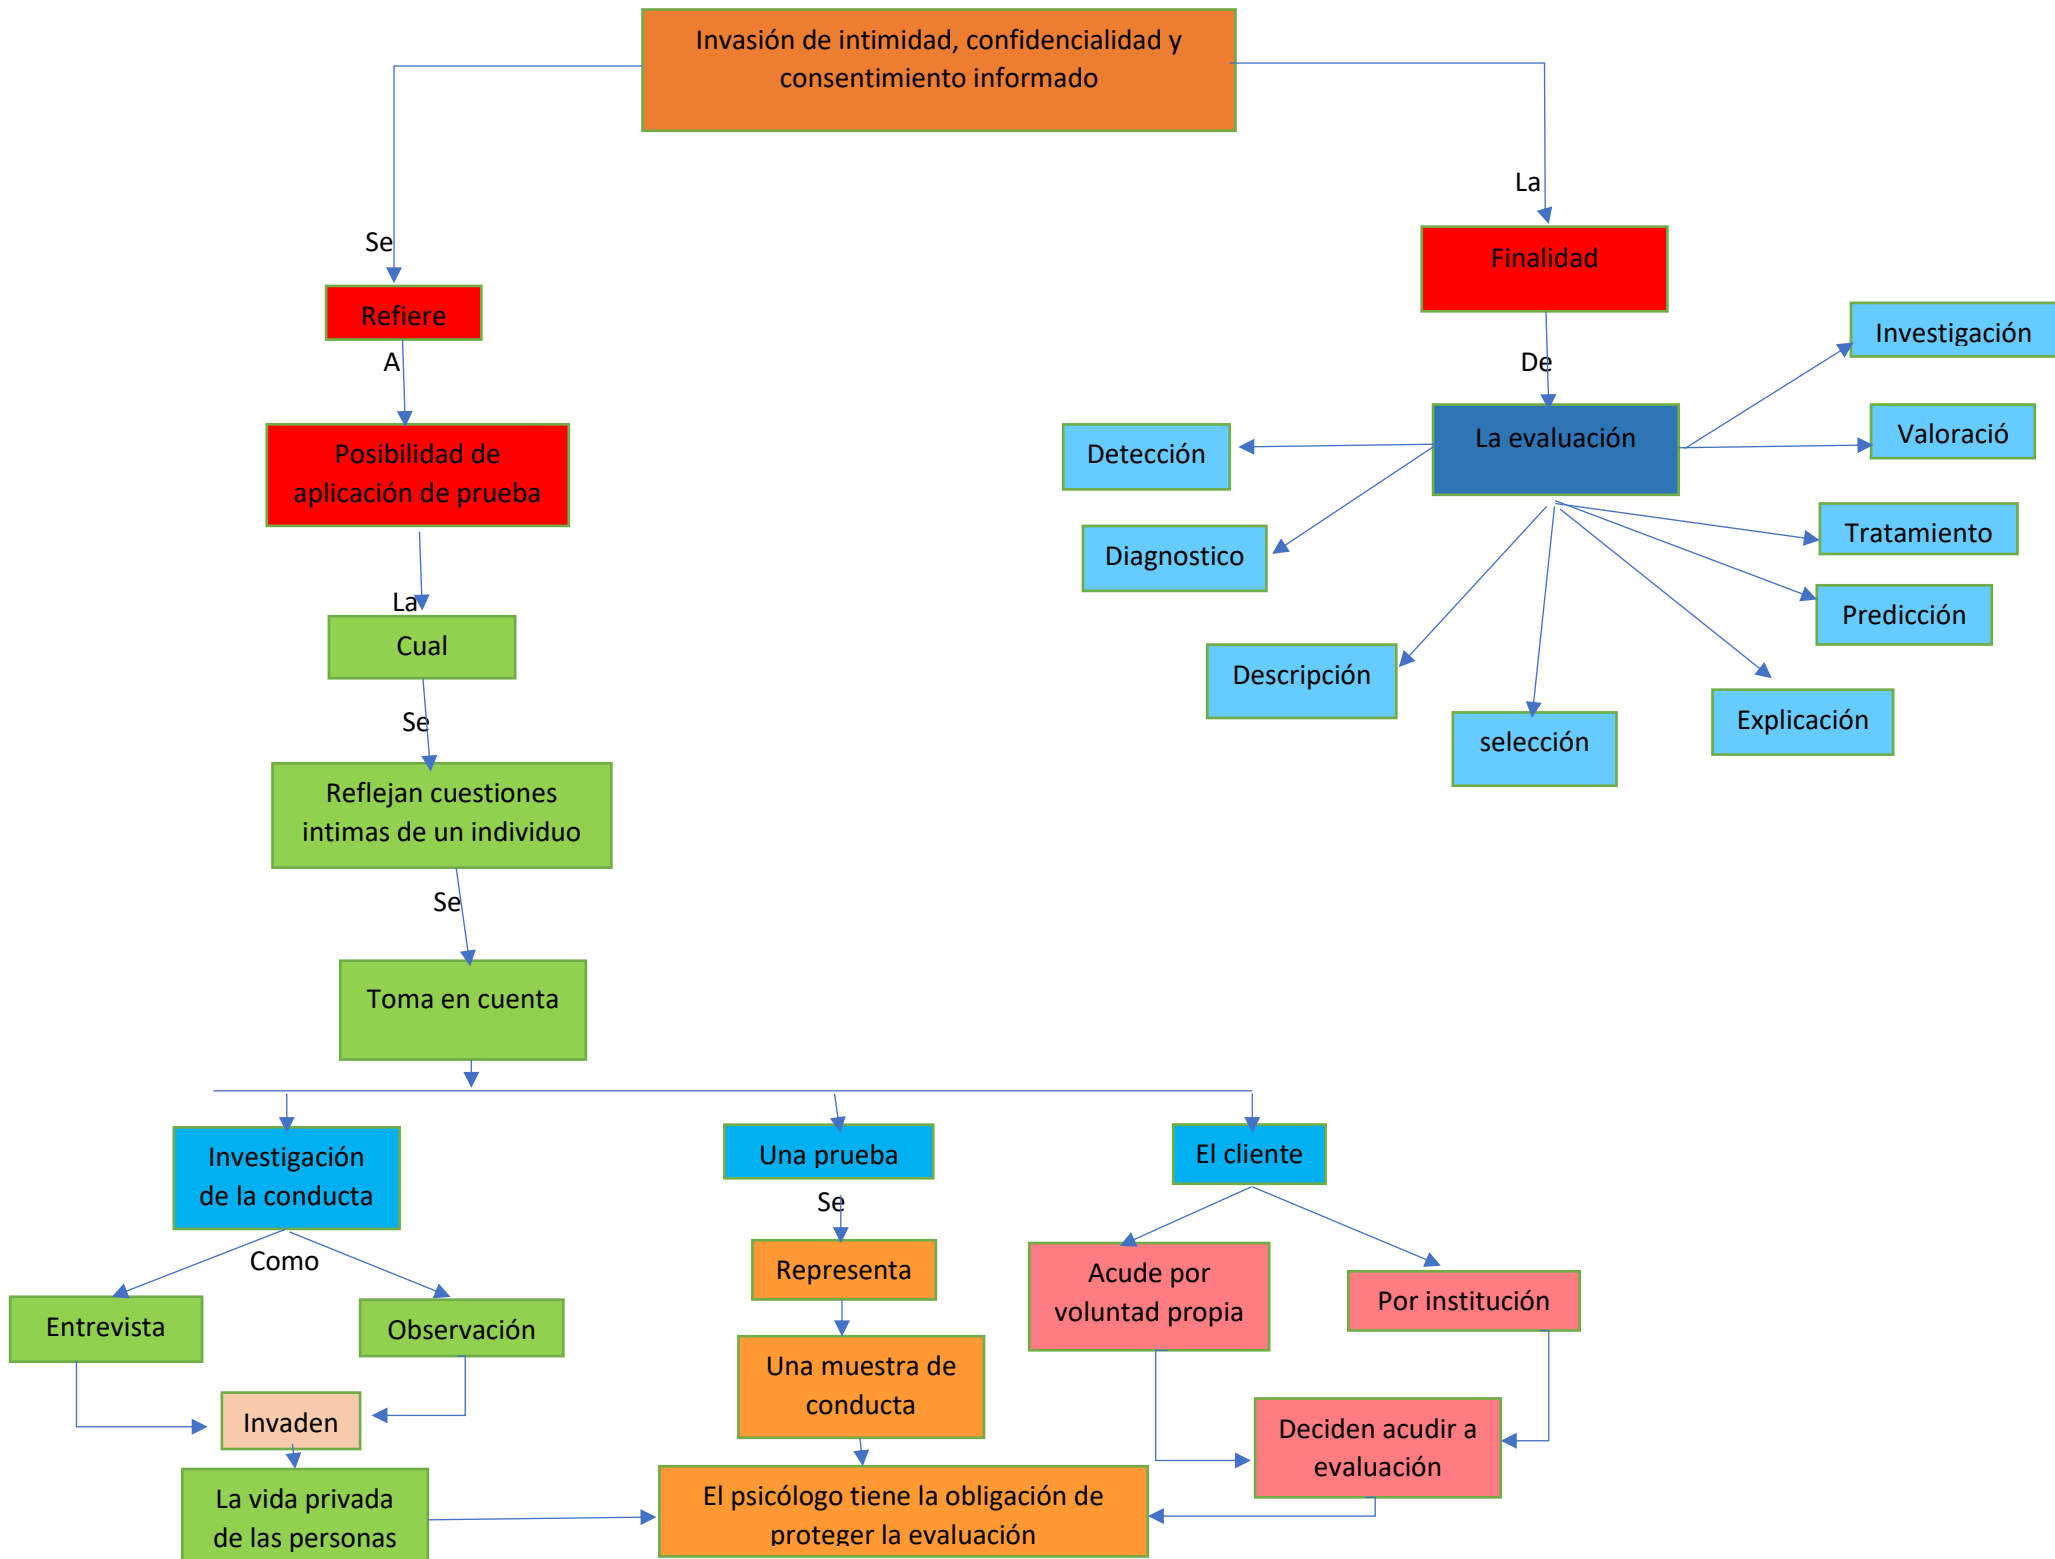 Invasión de intimidad, confidencialidad y
consentimiento informado
La
Se
Finalidad
Refiere
A
De
Investigación
Posibilidad de
aplicación de prueba
La evaluación
Detección
Valoració
Diagnostico
Tratamiento
La
Cual
Predicción
Descripción
selección
Explicación
Se
Reflejan cuestiones
intimas de un individuo
Se
Toma en cuenta
Investigación
de la conducta
Una prueba
El cliente
Se
Como
Representa
Acude por
voluntad propia
Por institución
Entrevista
Observación
Una muestra de
conducta
Invaden
Deciden acudir a
evaluación
La vida privada
de las personas
El psicólogo tiene la obligación de
proteger la evaluación